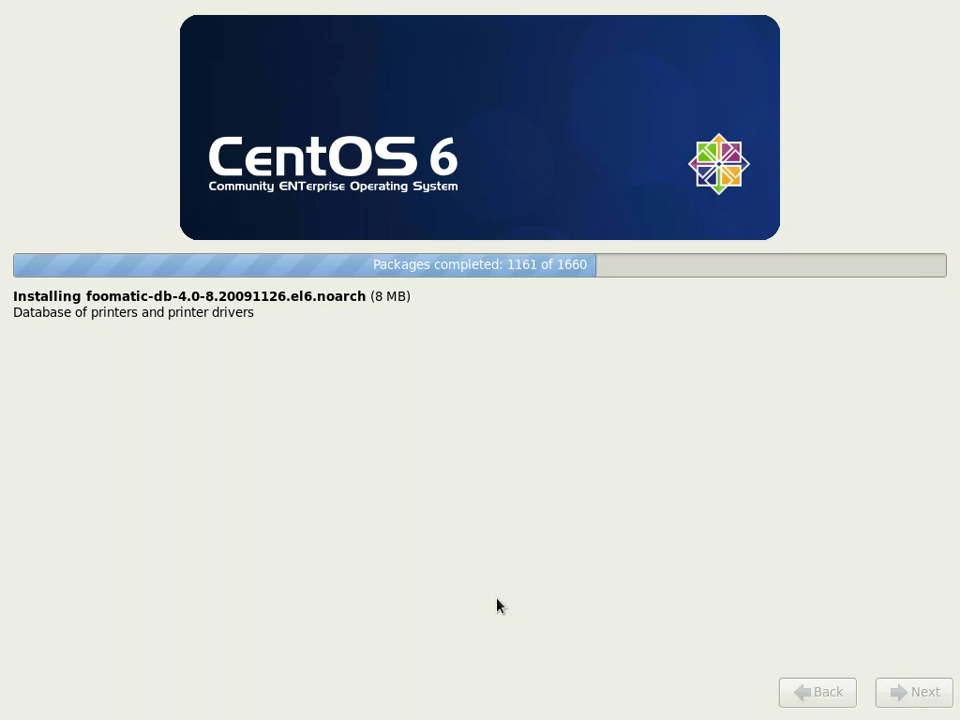 CentOS 6
Community ENTerprise Operating System
Packages completed: 1161 of 1660
Installing foomatic-db-4.0-8.20091126.el6.noarch (8 MB)
Database of printers and printer drivers
Back Next